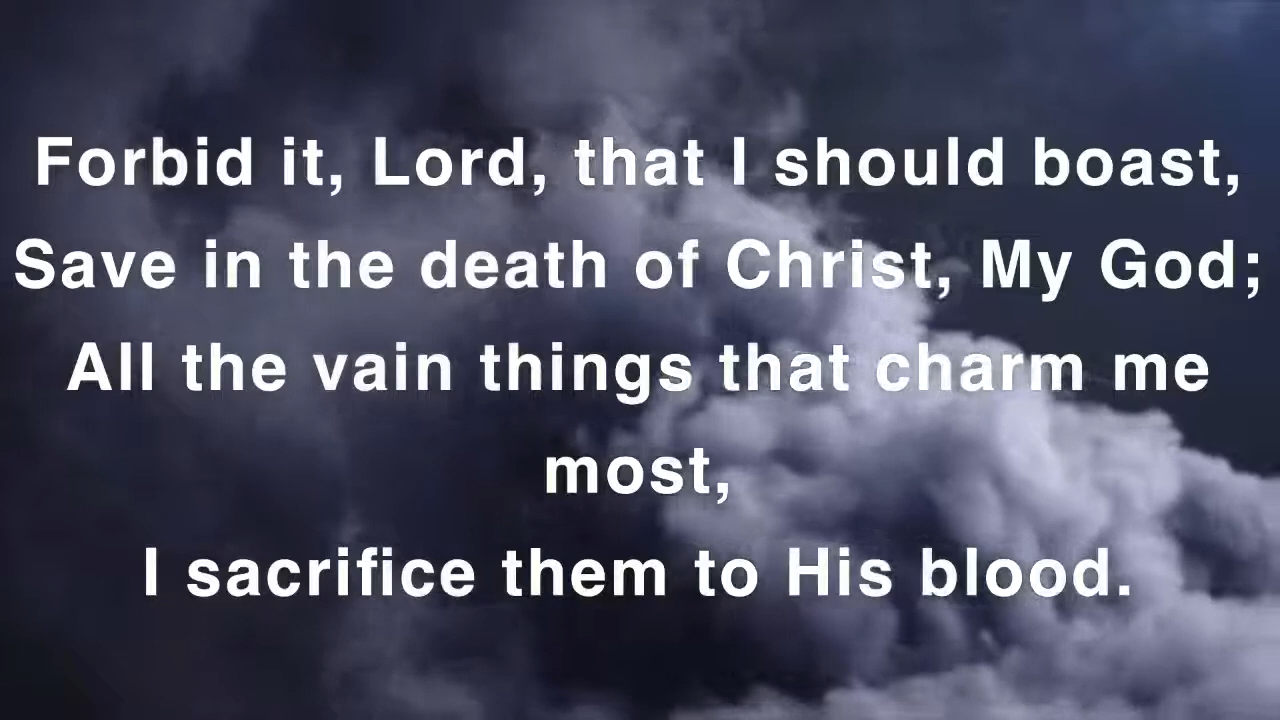 Forbid it, Lord, that I should boast,
Save in the death of Christ, My God;
All the vain things that charm me
most,
I sacrifice them to His blood.